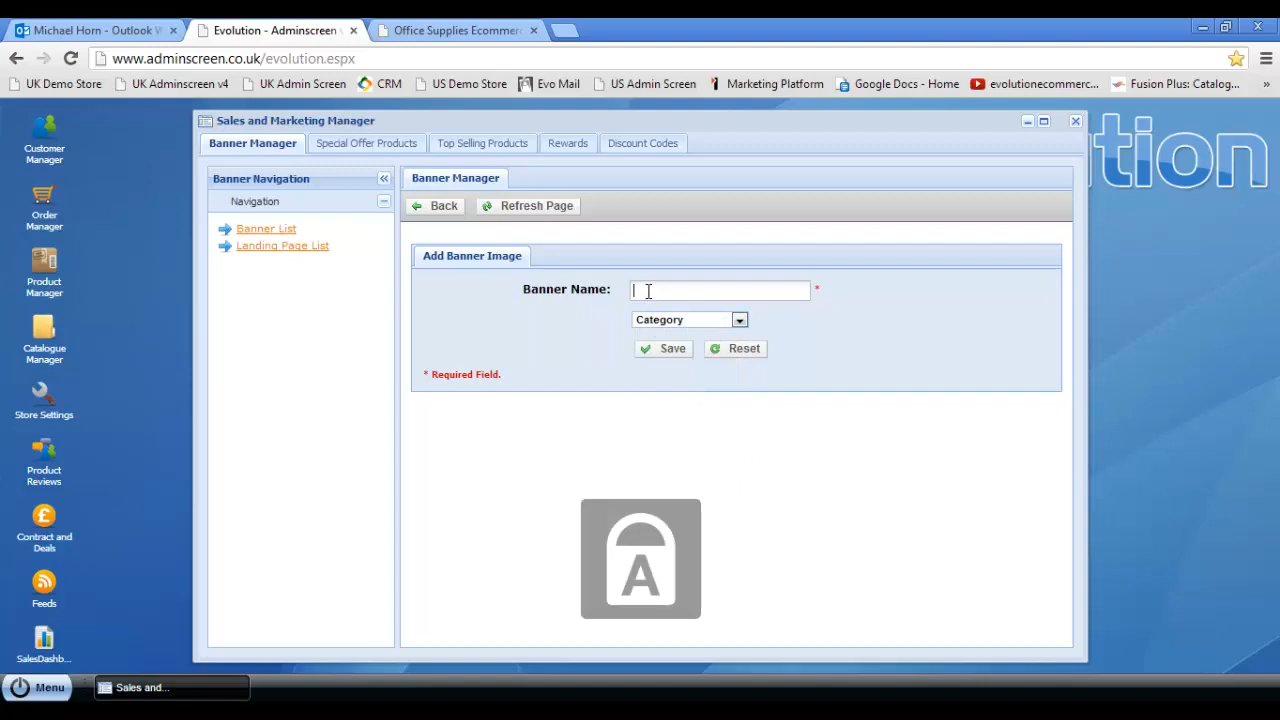 Michael Horn - Outlook W
Evolution - Adminscreen v
Office Supplies Ecommerc
www.adminscreen.co.uk/evolution.espx
UK Demo Store
UK Adminscreen v4
UK Admin Screen
CRM
US Demo Store
Evo Mail
US Admin Screen
Marketing Platform
Google Docs - Home
evolutionecommerc...
Fusion Plus: Catalog...
»
tion
Customer
Manager
Order
Manager
Product
Manager
Catalogue
Manager
Store Settings
Product
Reviews
Contract and
Deals
Feeds
SalesDashb...
Sales and Marketing Manager
Banner Manager
Special Offer Products
Top Selling Products
Rewards
Discount Codes
Banner Navigation
Navigation
Banner List
Landing Page List
Banner Manager
Back
Refresh Page
Add Banner Image
Banner Name:
*
Category
Save
Reset
* Required Field.
A
Menu
Sales and...